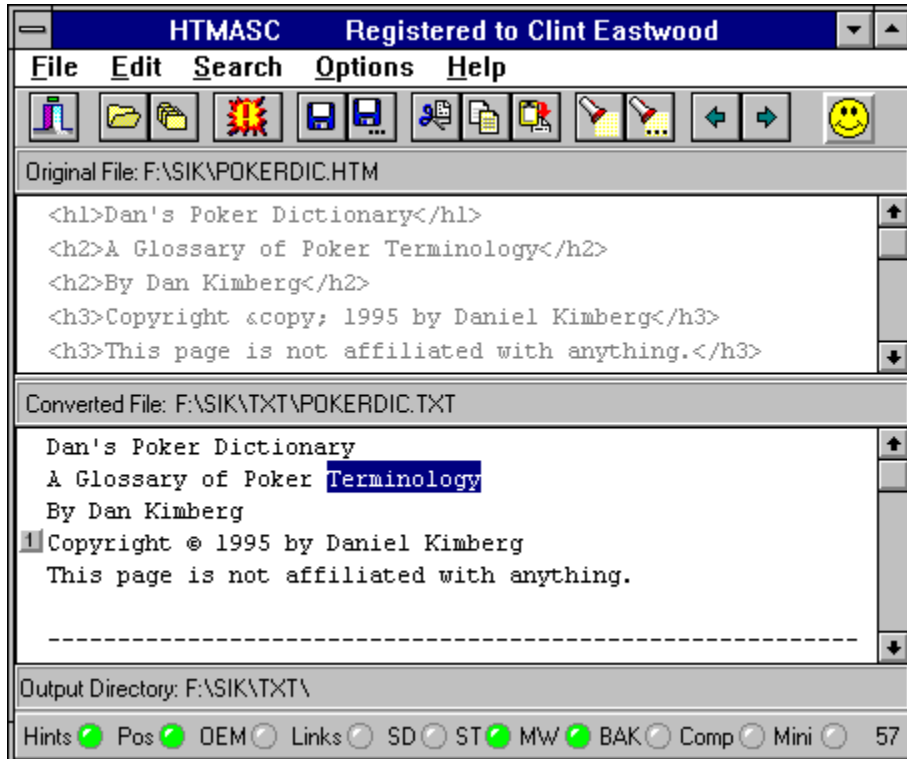 HTMASC Registered to Clint Eastwood
File Edit Search Options Help
Original File: F:\SIK\POKERDIC.HTM
<h1>Dan's Poker Dictionary</h1>
<h2>A Glossary of Poker Terminology</h2>
<h2>By Dan Kimberg</h2>
<h3>Copyright &copy; 1995 by Daniel Kimberg</h3>
<h3>This page is not affiliated with anything.</h3>
Converted File: F:\SIK\TXT\POKERDIC.TXT
Dan's Poker Dictionary
A Glossary of Poker Terminology
By Dan Kimberg
1 Copyright © 1995 by Daniel Kimberg
This page is not affiliated with anything.
----------------------------------------------------------
Output Directory: F:\SIK\TXT\
Hints Pos OEM Links SD ST MW BAK Comp Mini 57